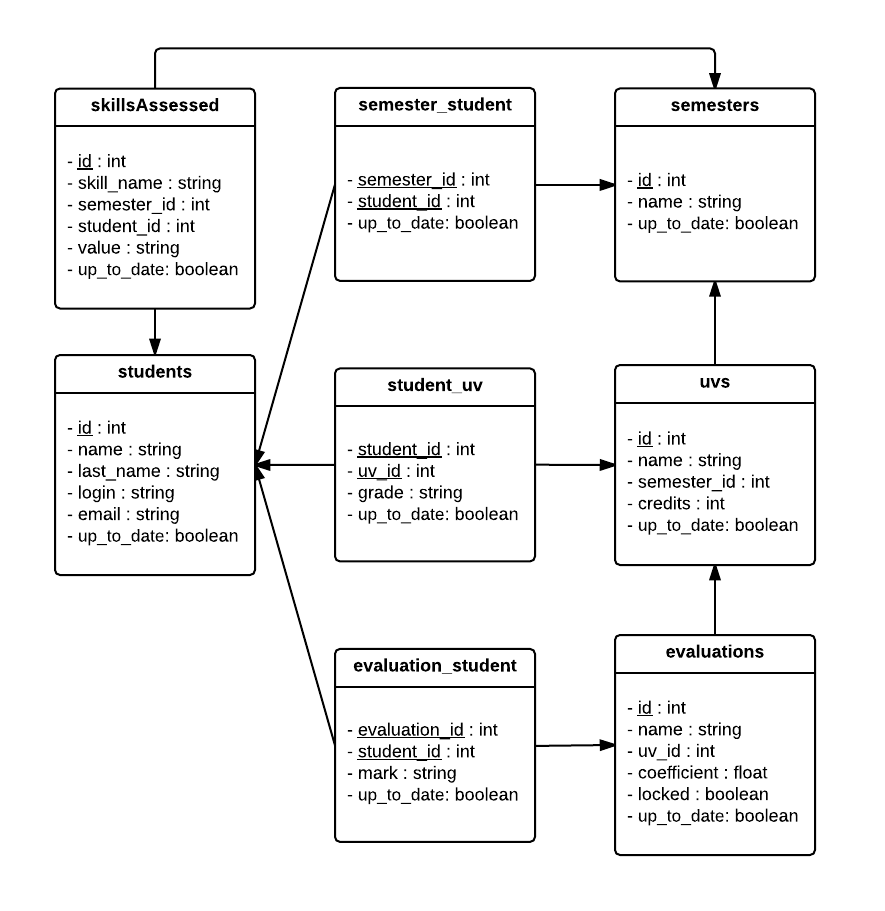 skillsAssessed
- id : int
- skill_name : string
- semester_id : int
- student_id : int
- value : string
- up_to_date: boolean
semester_student
- semester_id : int
- student_id : int
- up_to_date: boolean
semesters
- id : int
- name : string
- up_to_date: boolean
students
- id : int
- name : string
- last_name : string
- login : string
- email : string
- up_to_date: boolean
student_uv
- student_id : int
- uv_id : int
- grade : string
- up_to_date: boolean
uvs
- id : int
- name : string
- semester_id : int
- credits : int
- up_to_date: boolean
evaluation_student
- evaluation_id : int
- student_id : int
- mark : string
- up_to_date: boolean
evaluations
- id : int
- name : string
- uv_id : int
- coefficient : float
- locked : boolean
- up_to_date: boolean